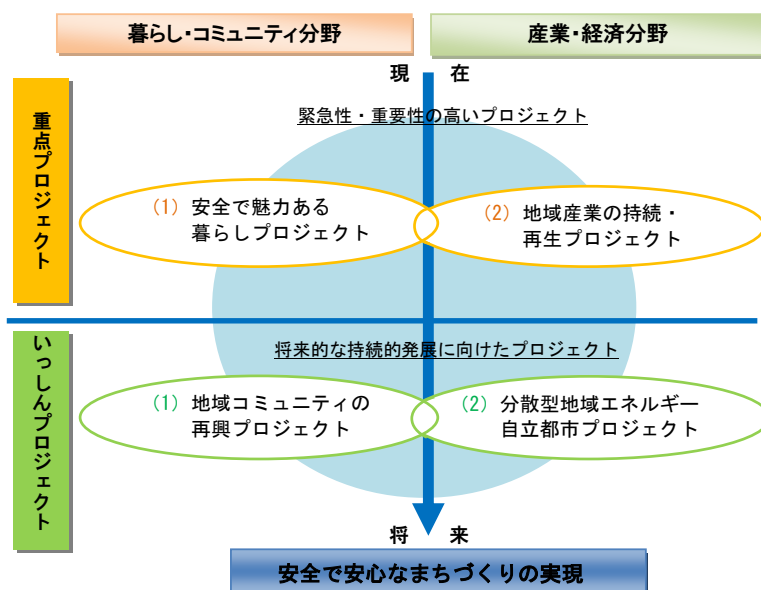 暮らし・コミュニティ分野
産業・経済分野
現 在
重点プロジェクト
緊急性・重要性の高いプロジェクト
(1) 安全で魅力ある
暮らしプロジェクト
(2) 地域産業の持続・
再生プロジェクト
いっしんプロジェクト
将来的な持続的発展に向けたプロジェクト
(1) 地域コミュニティの
再興プロジェクト
(2) 分散型地域エネルギー
自立都市プロジェクト
将 来
安全で安心なまちづくりの実現